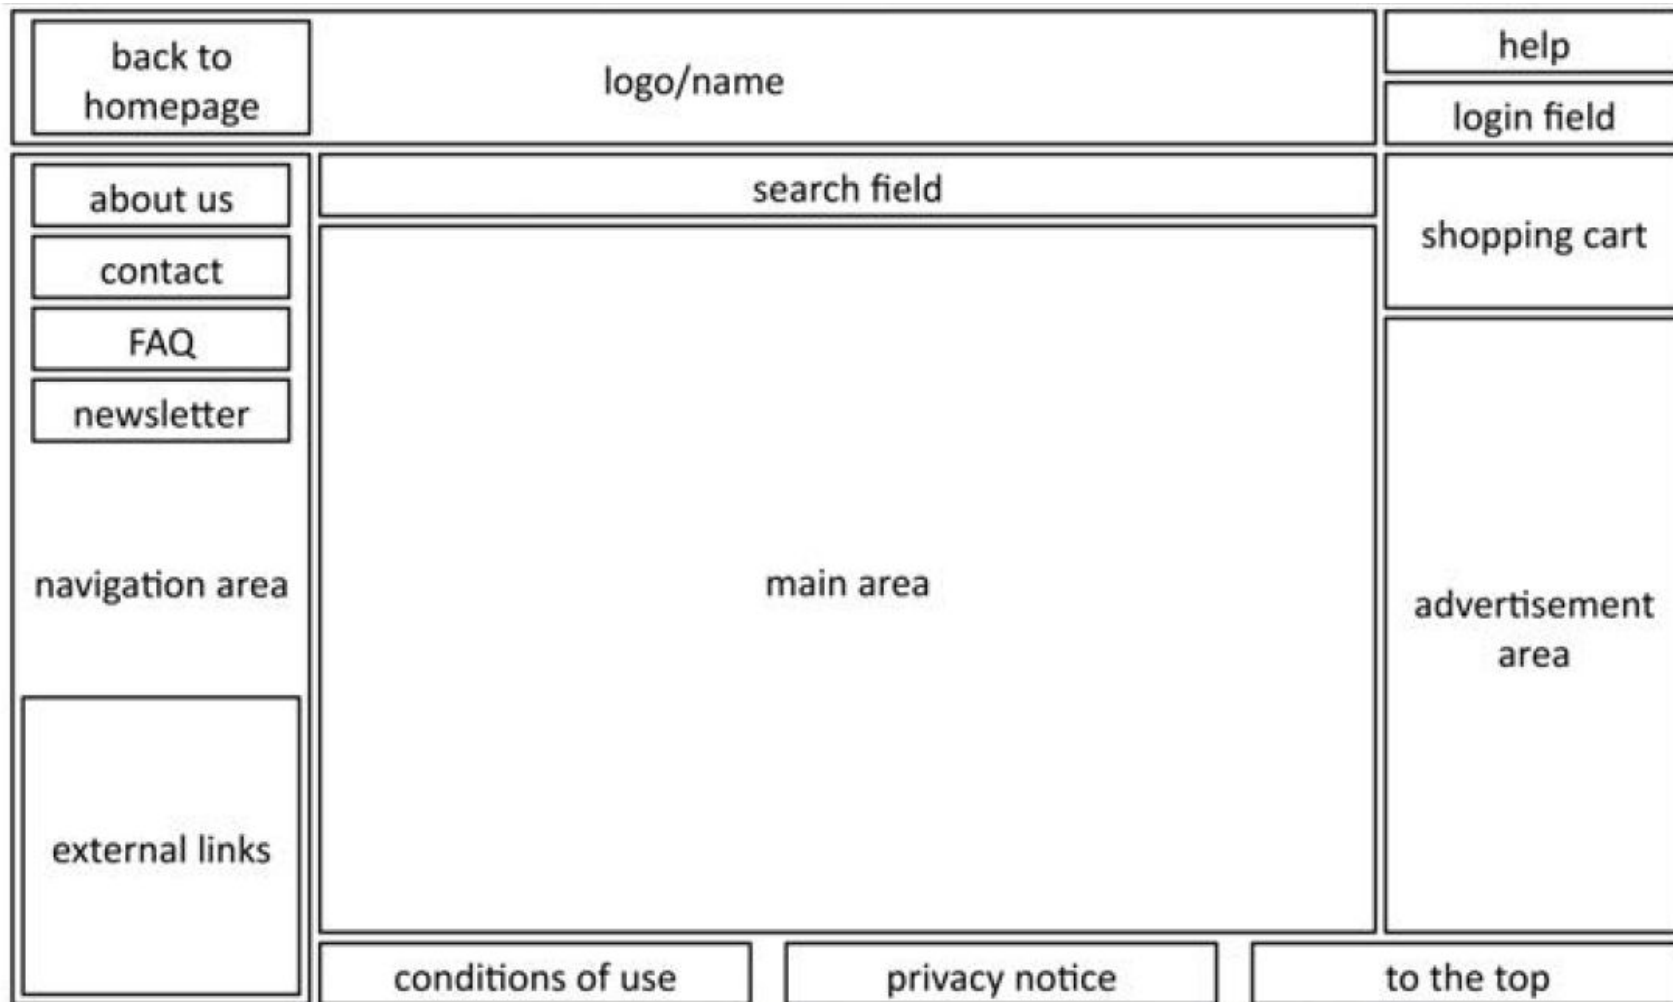 back to
homepage
logo/name
help
login field
about us
contact
FAQ
newsletter
navigation area
external links
search field
main area
shopping cart
advertisement
area
conditions of use
privacy notice
to the top